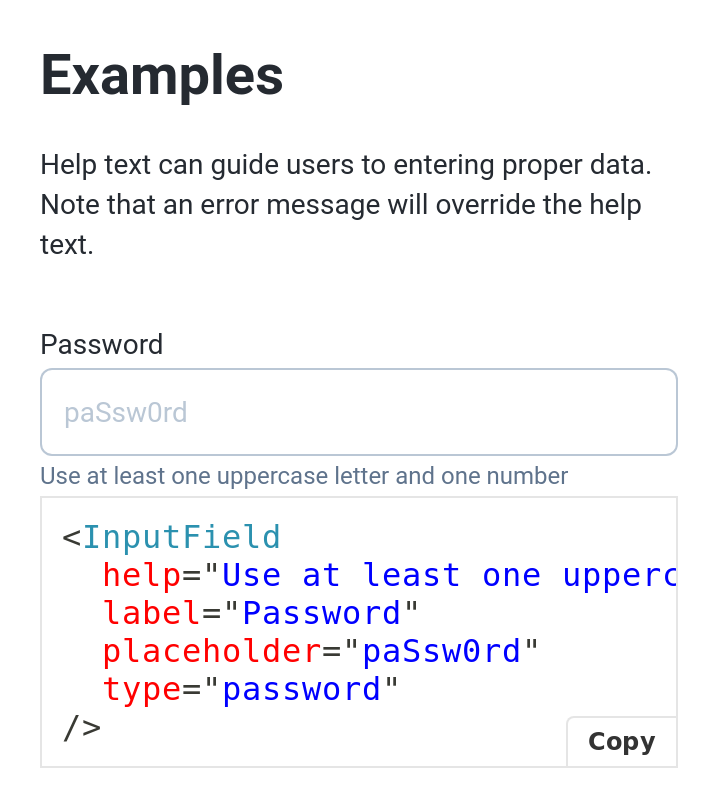 Examples
Help text can guide users to entering proper data.
Note that an error message will override the help
text.
Password
paSsw0rd
Use at least one uppercase letter and one number
<InputField
  help="Use at least one upperc
  label="Password"
  placeholder="paSsw0rd"
  type="password"
/>
Copy